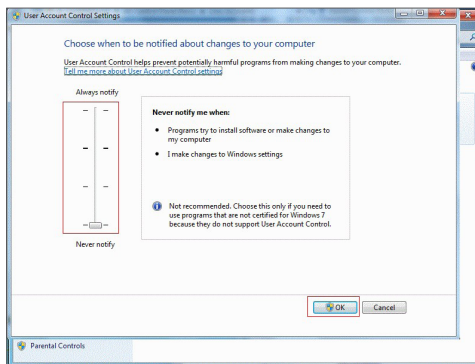 User Account Control Settings
Choose when to be notified about changes to your computer
User Account Control helps prevent potentially harmful programs from making changes to your computer.
Tell me more about User Account Control settings
Always notify
Never notify me when:
• Programs try to install software or make changes to
my computer
• I make changes to Windows settings
Not recommended. Choose this only if you need to
use programs that are not certified for Windows 7
because they do not support User Account Control.
Never notify
OK
Cancel
Parental Controls